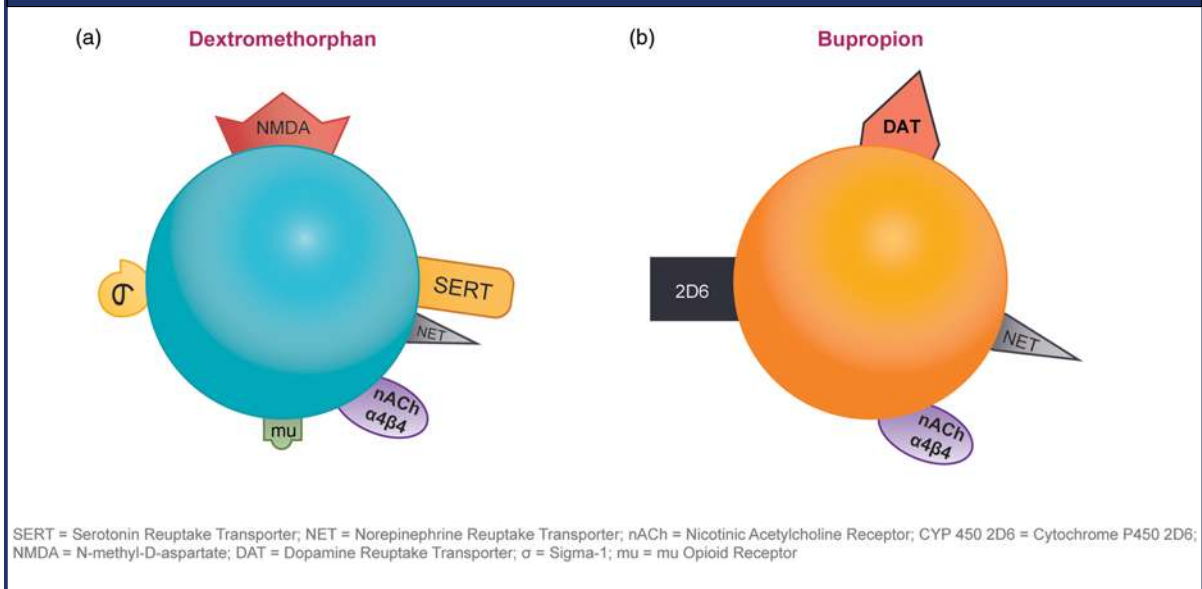 (a) Dextromethorphan
NMDA
σ
SERT
NET
nACh
α4β4
mu
(b) Bupropion
DAT
2D6
NET
nACh
α4β4
SERT = Serotonin Reuptake Transporter; NET = Norepinephrine Reuptake Transporter; nACh = Nicotinic Acetylcholine Receptor; CYP 450 2D6 = Cytochrome P450 2D6;
NMDA = N-methyl-D-aspartate; DAT = Dopamine Reuptake Transporter; σ = Sigma-1; mu = mu Opioid Receptor